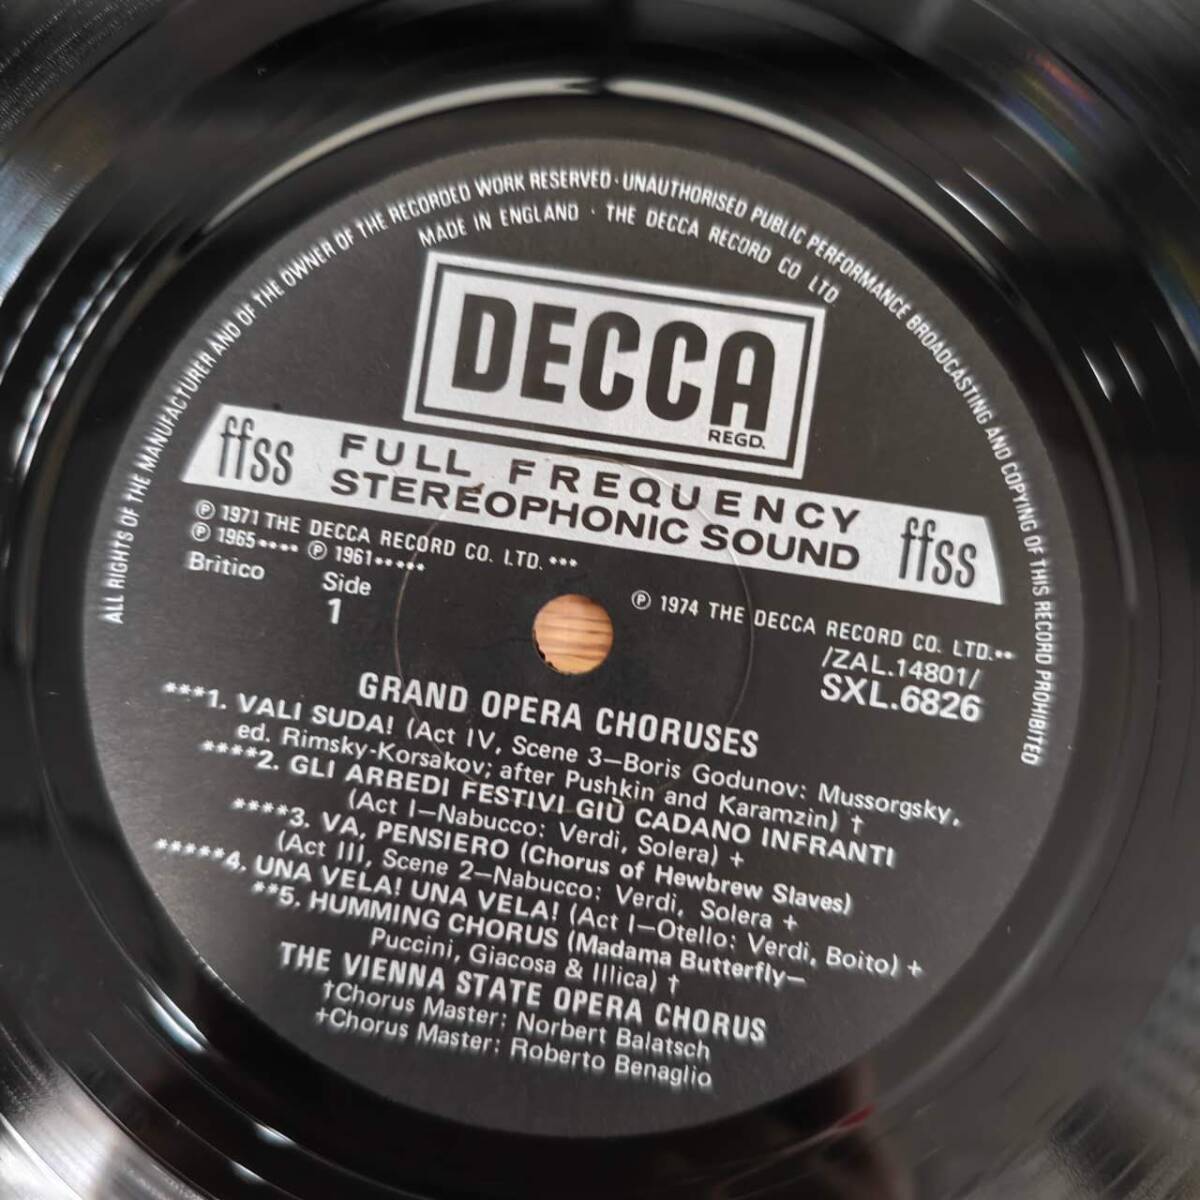 ALL RIGHTS OF THE MANUFACTURER AND OF THE OWNER OF THE RECORDED WORK RESERVED · UNAUTHORISED PUBLIC PERFORMANCE BROADCASTING AND COPYING OF THIS RECORD PROHIBITED
MADE IN ENGLAND · THE DECCA RECORD CO LTD
DECCA
REGD.
ffss FULL FREQUENCY ffss
STEREOPHONIC SOUND
℗ 1971 THE DECCA RECORD CO. LTD. ***
℗ 1965**** ℗ 1961*****
Britico
Side
1
℗ 1974 THE DECCA RECORD CO. LTD.**
/ZAL.14801/
SXL.6826
GRAND OPERA CHORUSES
***1. VALI SUDA! (Act IV, Scene 3—Boris Godunov: Mussorgsky,
ed. Rimsky-Korsakov; after Pushkin and Karamzin) †
****2. GLI ARREDI FESTIVI GIÙ CADANO INFRANTI
(Act I—Nabucco: Verdi, Solera) +
****3. VA, PENSIERO (Chorus of Hewbrew Slaves)
(Act III, Scene 2—Nabucco: Verdi, Solera +
*****4. UNA VELA! UNA VELA! (Act I—Otello: Verdi, Boito) +
**5. HUMMING CHORUS (Madama Butterfly—
Puccini, Giacosa & Illica) †
THE VIENNA STATE OPERA CHORUS
†Chorus Master: Norbert Balatsch
+Chorus Master: Roberto Benaglio